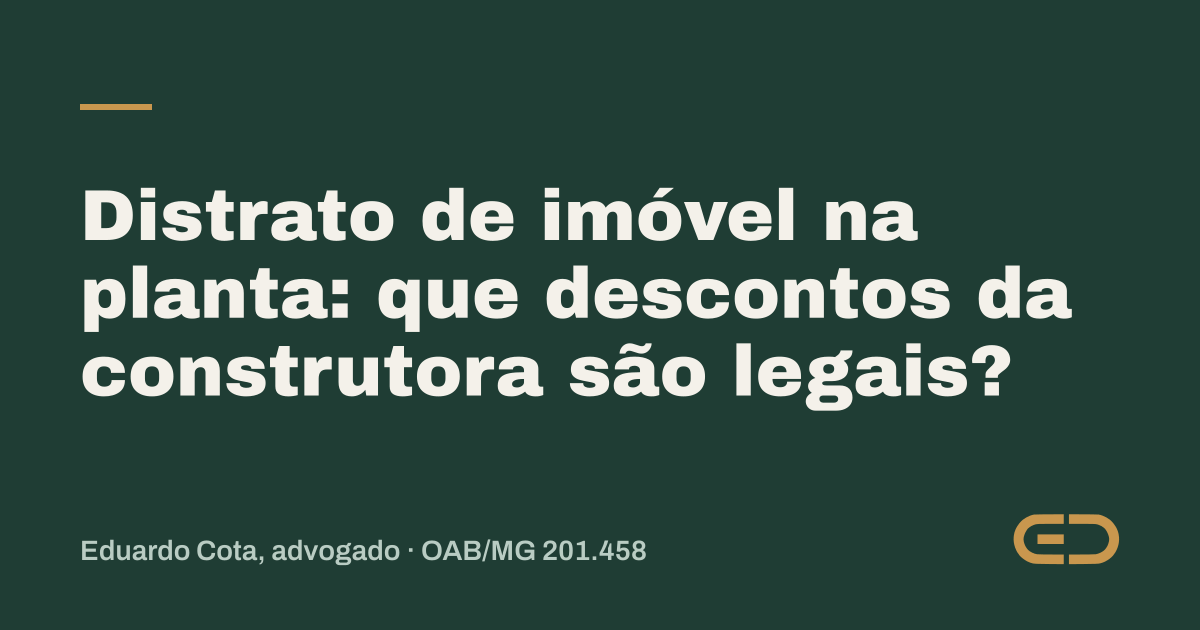 Distrato de imóvel na
planta: que descontos da
construtora são legais?
Eduardo Cota, advogado · OAB/MG 201.458